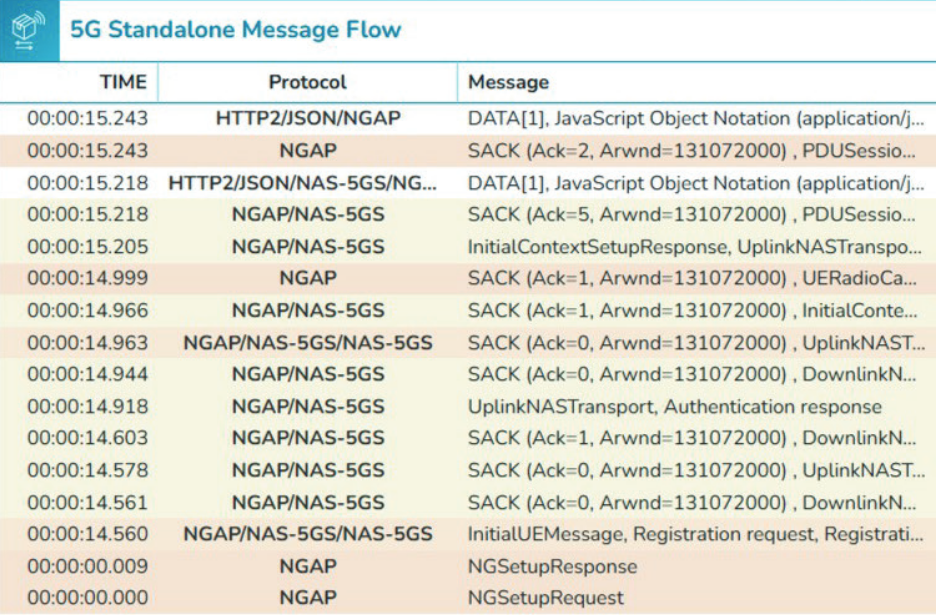 5G Standalone Message Flow
TIME Protocol Message
00:00:15.243 HTTP2/JSON/NGAP DATA[1], JavaScript Object Notation (application/j...
00:00:15.243 NGAP SACK (Ack=2, Arwnd=131072000) , PDUSessio...
00:00:15.218 HTTP2/JSON/NAS-5GS/NG... DATA[1], JavaScript Object Notation (application/j...
00:00:15.218 NGAP/NAS-5GS SACK (Ack=5, Arwnd=131072000) , PDUSessio...
00:00:15.205 NGAP/NAS-5GS InitialContextSetupResponse, UplinkNASTranspo...
00:00:14.999 NGAP SACK (Ack=1, Arwnd=131072000) , UERadioCa...
00:00:14.966 NGAP/NAS-5GS SACK (Ack=1, Arwnd=131072000) , InitialConte...
00:00:14.963 NGAP/NAS-5GS/NAS-5GS SACK (Ack=0, Arwnd=131072000) , UplinkNAST...
00:00:14.944 NGAP/NAS-5GS SACK (Ack=0, Arwnd=131072000) , DownlinkN...
00:00:14.918 NGAP/NAS-5GS UplinkNASTransport, Authentication response
00:00:14.603 NGAP/NAS-5GS SACK (Ack=1, Arwnd=131072000) , DownlinkN...
00:00:14.578 NGAP/NAS-5GS SACK (Ack=0, Arwnd=131072000) , UplinkNAST...
00:00:14.561 NGAP/NAS-5GS SACK (Ack=0, Arwnd=131072000) , DownlinkN...
00:00:14.560 NGAP/NAS-5GS/NAS-5GS InitialUEMessage, Registration request, Registrati...
00:00:00.009 NGAP NGSetupResponse
00:00:00.000 NGAP NGSetupRequest